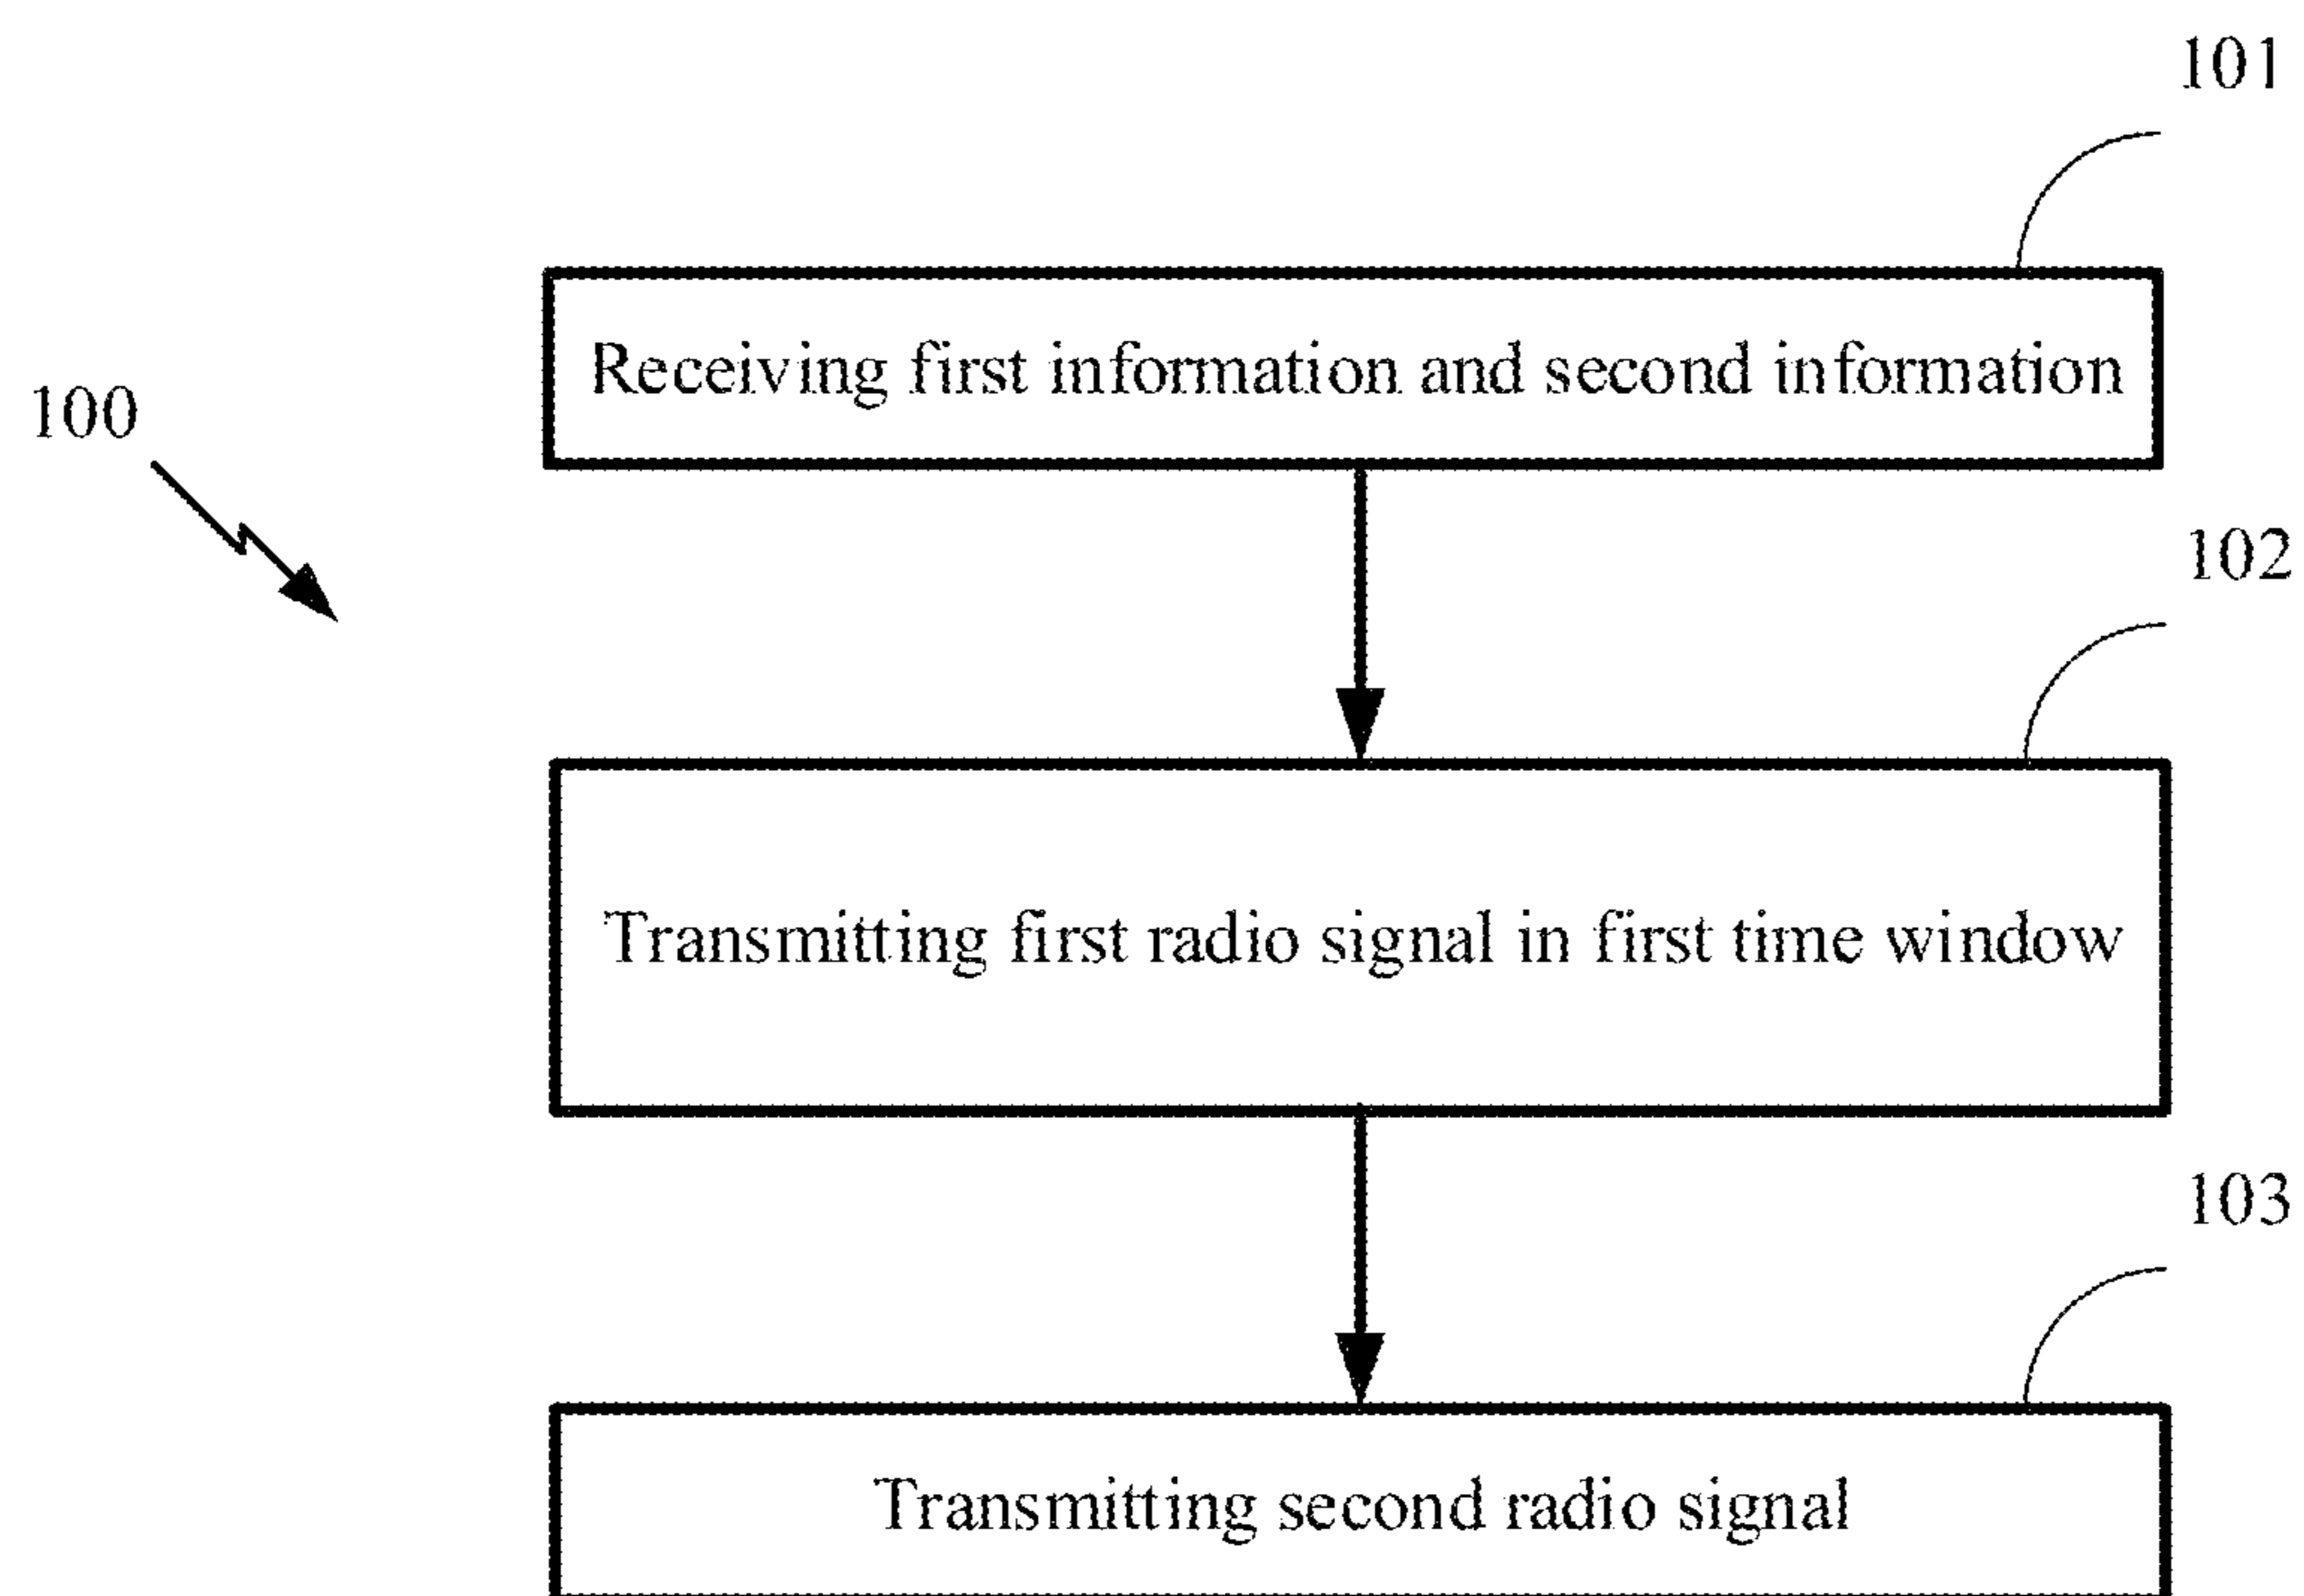 101
Receiving first information and second information
100
102
Transmitting first radio signal in first time window
103
Transmitting second radio signal